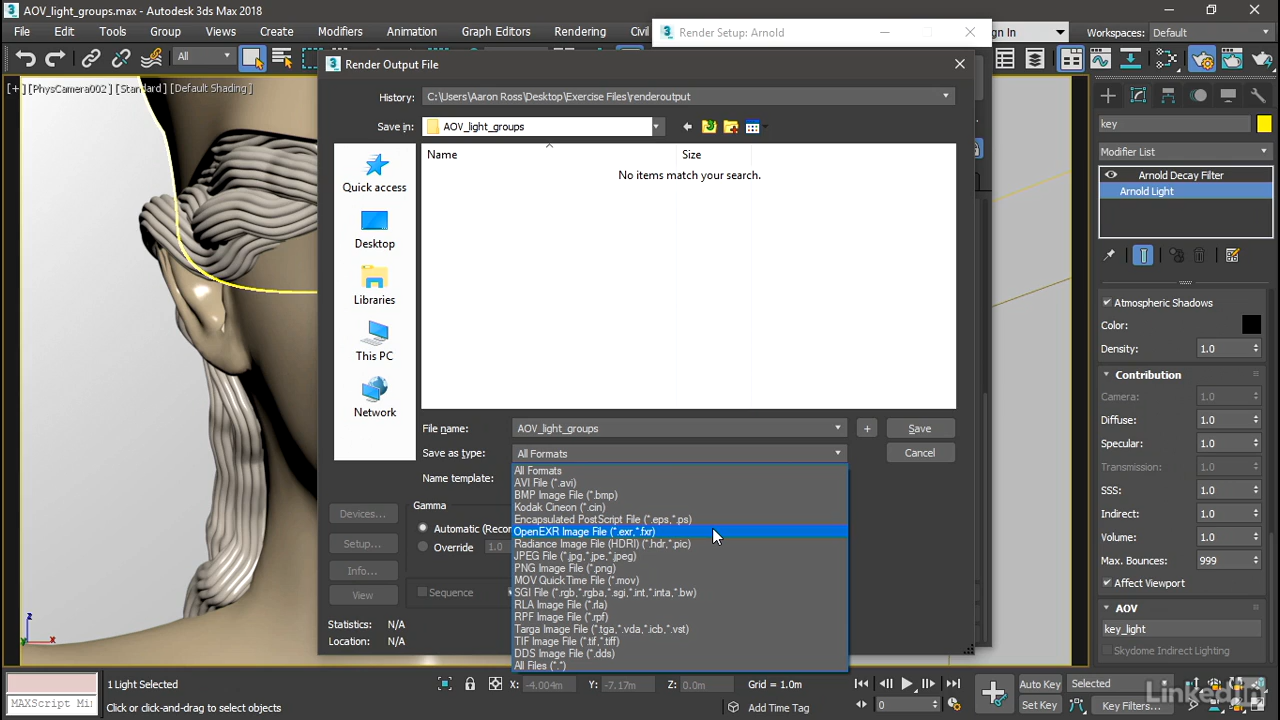 AOV_light_groups.max - Autodesk 3ds Max 2018
File Edit Tools Group Views Create Modifiers Animation Graph Editors Rendering Civil
Render Setup: Arnold
Workspaces: Default
All
[+][PhysCamera002][Standard][Default Shading]
Render Output File
History: C:\Users\Aaron Ross\Desktop\Exercise Files\renderoutput
Save in: AOV_light_groups
Name Size
No items match your search.
Quick access
Desktop
Libraries
This PC
Network
File name: AOV_light_groups + Save
Save as type: All Formats Cancel
Name template:
All Formats
AVI File (*.avi)
BMP Image File (*.bmp)
Kodak Cineon (*.cin)
Encapsulated PostScript File (*.eps,*.ps)
OpenEXR Image File (*.exr,*.fxr)
Radiance Image File (HDRI) (*.hdr,*.pic)
JPEG File (*.jpg,*.jpe,*.jpeg)
PNG Image File (*.png)
MOV QuickTime File (*.mov)
SGI File (*.rgb,*.rgba,*.sgi,*.int,*.inta,*.bw)
RLA Image File (*.rla)
RPF Image File (*.rpf)
Targa Image File (*.tga,*.vda,*.icb,*.vst)
TIF Image File (*.tif,*.tiff)
DDS Image File (*.dds)
All Files (*.*)
Devices...
Setup...
Info...
View
Gamma
Automatic (Recor
Override 1.0
Sequence
Statistics: N/A
Location: N/A
key
Modifier List
Arnold Decay Filter
Arnold Light
Atmospheric Shadows
Color:
Density: 1.0
Contribution
Camera: 1.0
Diffuse: 1.0
Specular: 1.0
Transmission: 1.0
SSS: 1.0
Indirect: 1.0
Volume: 1.0
Max. Bounces: 999
Affect Viewport
AOV
key_light
Skydome Indirect Lighting
z
x
y
MAXScript Mi
1 Light Selected
Click or click-and-drag to select objects
X: -4.004m Y: -7.17m Z: 0.0m Grid = 1.0m
Add Time Tag
0
Auto Key Selected
Set Key Key Filters...
LinkedIn